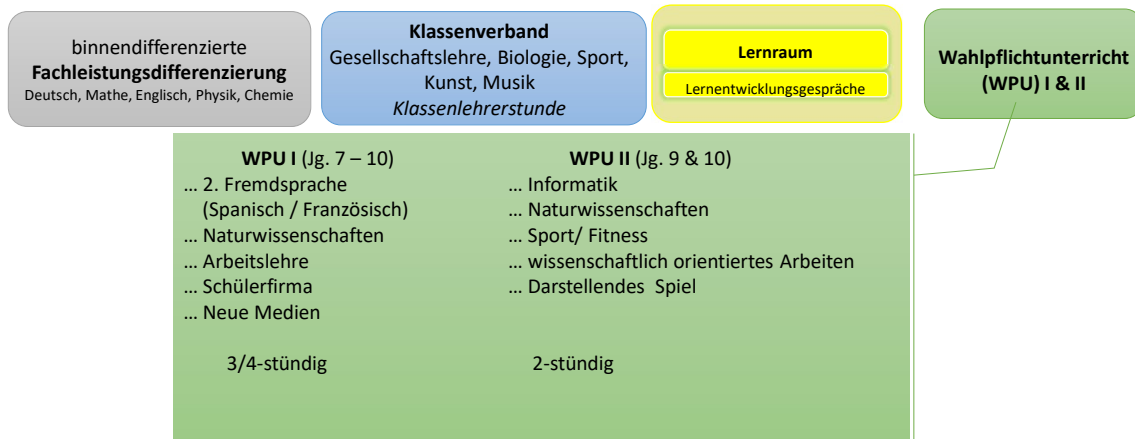 binnendifferenzierte
Fachleistungsdifferenzierung
Deutsch, Mathe, Englisch, Physik, Chemie
Klassenverband
Gesellschaftslehre, Biologie, Sport,
Kunst, Musik
Klassenlehrerstunde
Lernraum
Lernentwicklungsgespräche
Wahlpflichtunterricht
(WPU) I & II
WPU I (Jg. 7 – 10)
... 2. Fremdsprache
(Spanisch / Französisch)
... Naturwissenschaften
... Arbeitslehre
... Schülerfirma
... Neue Medien
3/4-stündig
WPU II (Jg. 9 & 10)
... Informatik
... Naturwissenschaften
... Sport/ Fitness
... wissenschaftlich orientiertes Arbeiten
... Darstellendes Spiel
2-stündig